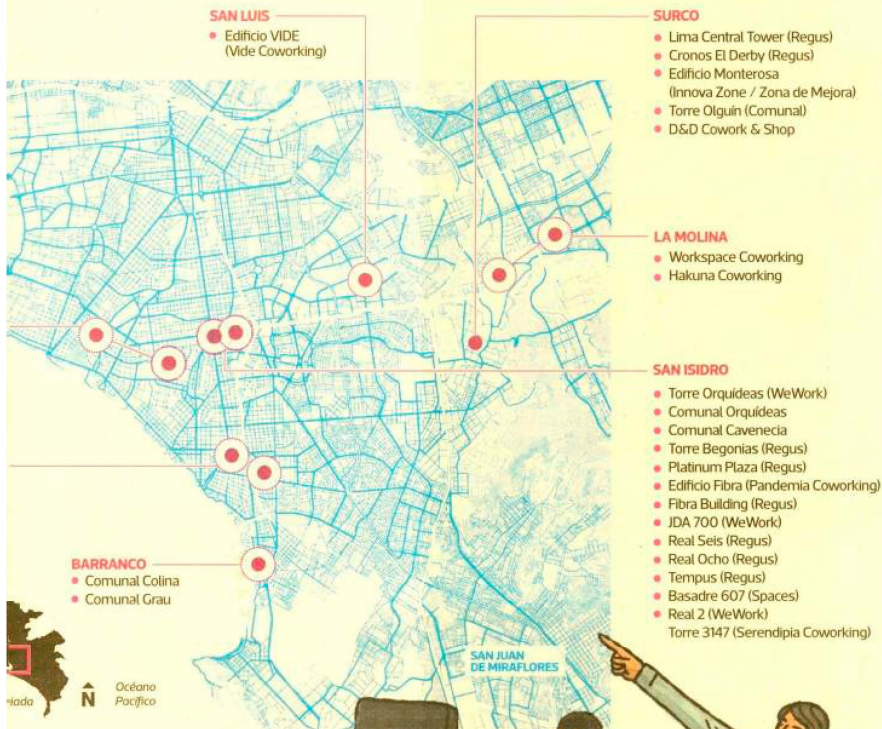 SAN LUIS
Edificio VIDE
(Vide Coworking)
SURCO
Lima Central Tower (Regus)
Cronos El Derby (Regus)
Edificio Monterosa
(Innova Zone / Zona de Mejora)
Torre Olguín (Comunal)
D&D Cowork & Shop
LA MOLINA
Workspace Coworking
Hakuna Coworking
SAN ISIDRO
Torre Orquídeas (WeWork)
Comunal Orquídeas
Comunal Cavenecia
Torre Begonias (Regus)
Platinum Plaza (Regus)
Edificio Fibra (Pandemia Coworking)
Fibra Building (Regus)
JDA 700 (WeWork)
Real Seis (Regus)
Real Ocho (Regus)
Tempus (Regus)
Basadre 607 (Spaces)
Real 2 (WeWork)
Torre 3147 (Serendipia Coworking)
BARRANCO
Comunal Colina
Comunal Grau
SAN JUAN
DE MIRAFLORES
N
Océano
Pacífico